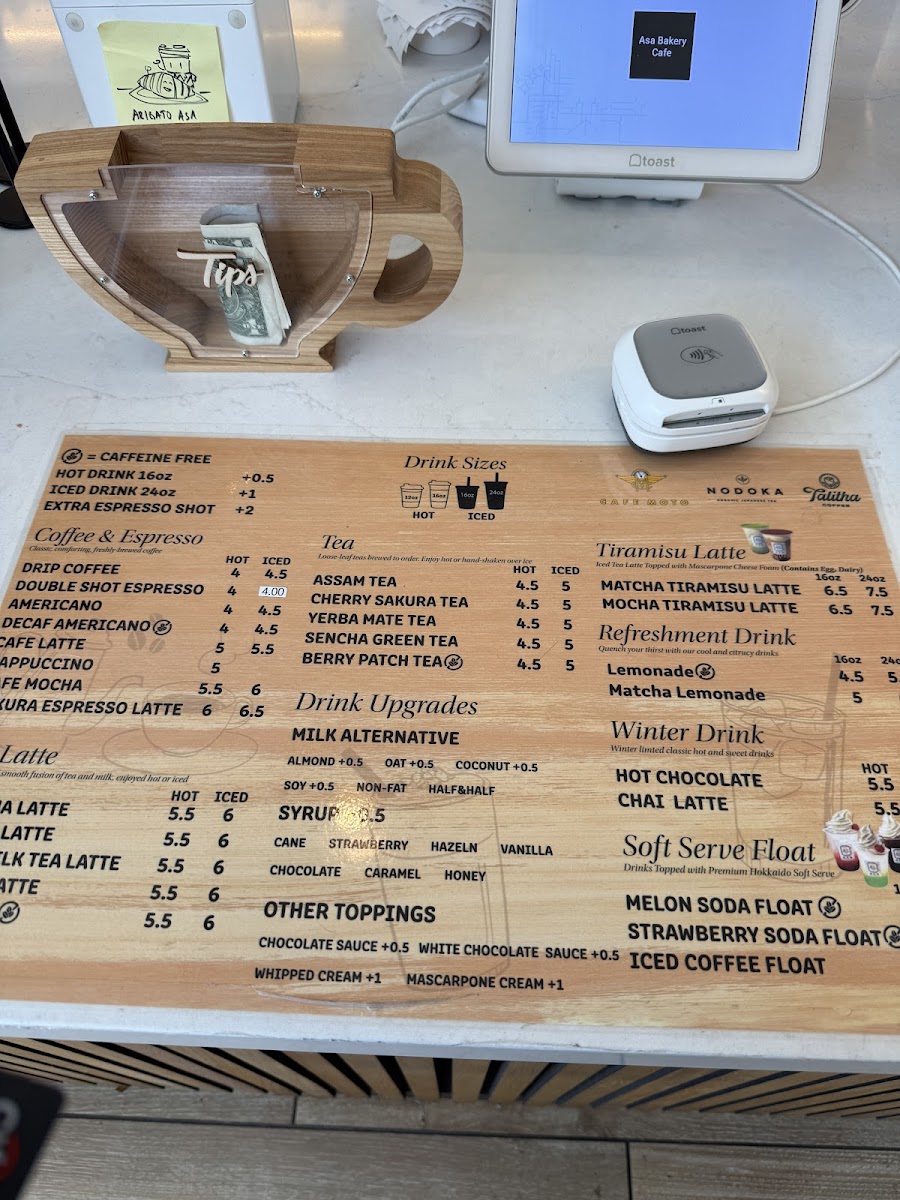 ARIGATO ASA
Asa Bakery
Cafe
toast
Tips
toast
= CAFFEINE FREE
HOT DRINK 16oz +0.5
ICED DRINK 24oz +1
EXTRA ESPRESSO SHOT +2
Coffee & Espresso
Classic, comforting, freshly-brewed coffee
HOT ICED
DRIP COFFEE 4 4.5
DOUBLE SHOT ESPRESSO 4 4.00
AMERICANO 4 4.5
DECAF AMERICANO 4 4.5
CAFE LATTE 5 5.5
APPUCCINO 5
AFE MOCHA 5.5 6
KURA ESPRESSO LATTE 6 6.5
Latte
smooth fusion of tea and milk, enjoyed hot or iced
HOT ICED
A LATTE 5.5 6
LATTE 5.5 6
LK TEA LATTE 5.5 6
ATTE 5.5 6
5.5 6
Drink Sizes
12oz 16oz 16oz 24oz
HOT ICED
Tea
Loose-leaf teas brewed to order. Enjoy hot or hand-shaken over ice
HOT ICED
ASSAM TEA 4.5 5
CHERRY SAKURA TEA 4.5 5
YERBA MATE TEA 4.5 5
SENCHA GREEN TEA 4.5 5
BERRY PATCH TEA 4.5 5
Drink Upgrades
MILK ALTERNATIVE
ALMOND +0.5 OAT +0.5 COCONUT +0.5
SOY +0.5 NON-FAT HALF&HALF
SYRUP +0.5
CANE STRAWBERRY HAZELN VANILLA
CHOCOLATE CARAMEL HONEY
OTHER TOPPINGS
CHOCOLATE SAUCE +0.5 WHITE CHOCOLATE SAUCE +0.5
WHIPPED CREAM +1 MASCARPONE CREAM +1
CAFE MOTO
NODOKA
ORGANIC JAPANESE TEA
Talitha
COFFEE
Tiramisu Latte
Iced Tea Latte Topped with Mascarpone Cheese Foam (Contains Egg, Dairy)
16oz 24oz
MATCHA TIRAMISU LATTE 6.5 7.5
MOCHA TIRAMISU LATTE 6.5 7.5
Refreshment Drink
Quench your thirst with our cool and citrucy drinks
16oz 24o
Lemonade 4.5 5.
Matcha Lemonade 5
Winter Drink
Winter limted classic hot and sweet drinks
HOT
HOT CHOCOLATE 5.5
CHAI LATTE 5.5
Soft Serve Float
Drinks Topped with Premium Hokkaido Soft Serve
MELON SODA FLOAT
STRAWBERRY SODA FLOAT
ICED COFFEE FLOAT